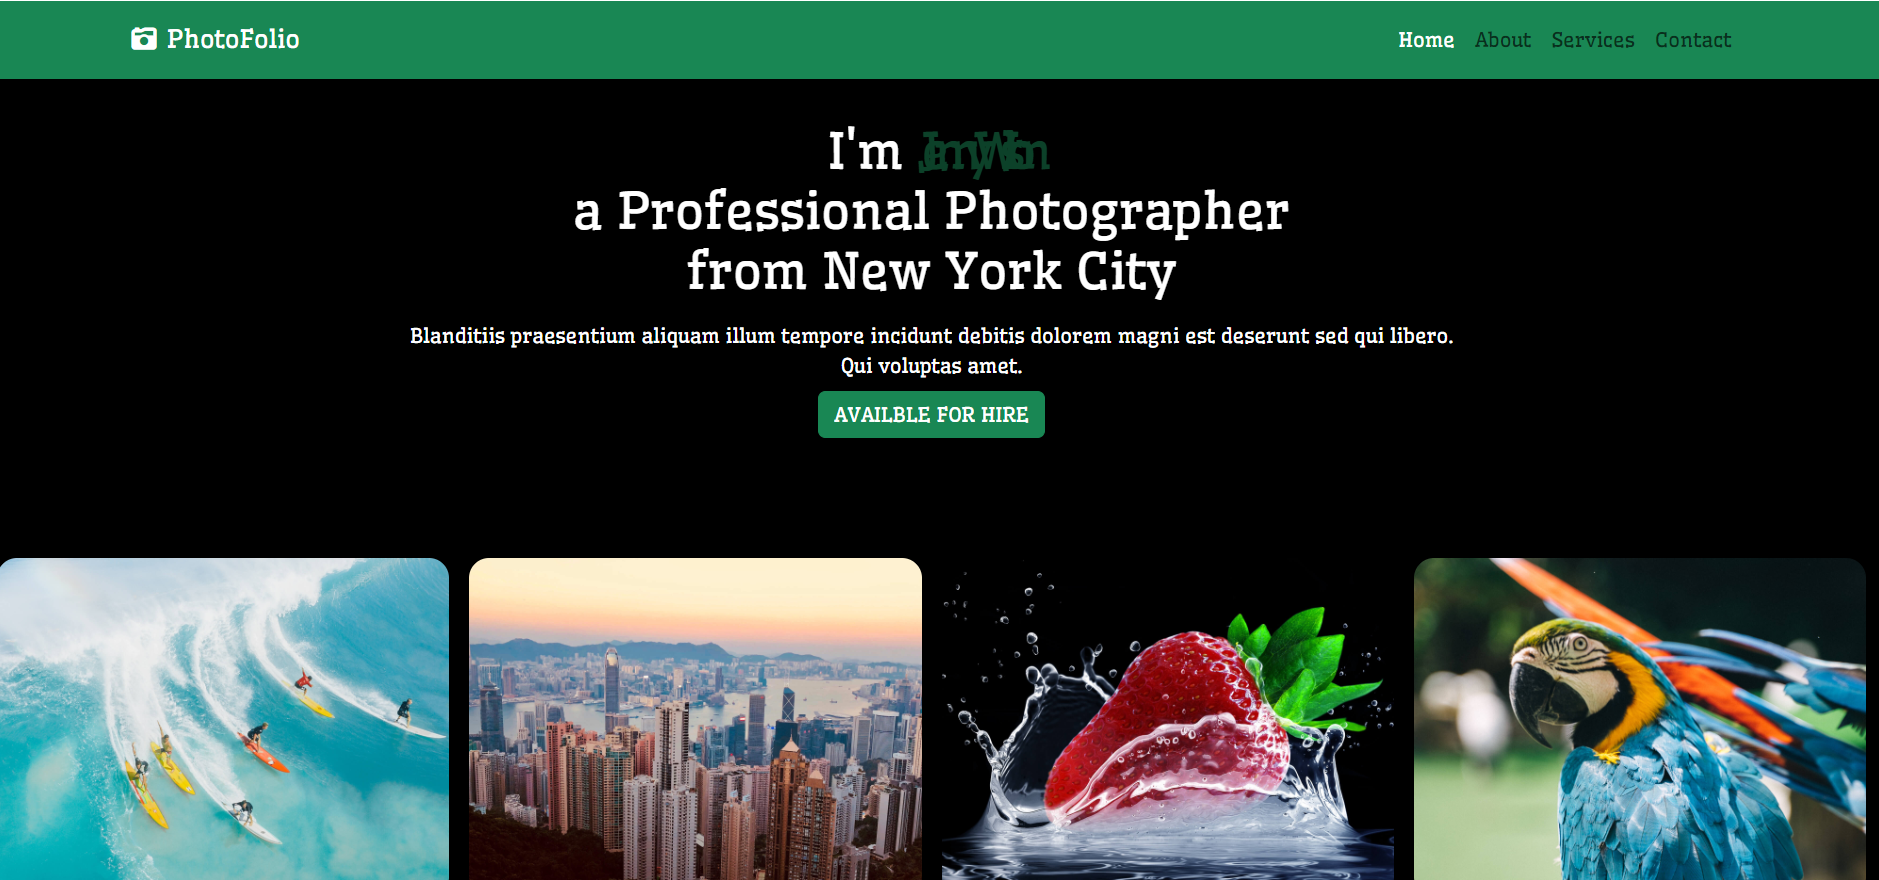 PhotoFolio
Home About Services Contact
I'm
a Professional Photographer
from New York City
Blanditiis praesentium aliquam illum tempore incidunt debitis dolorem magni est deserunt sed qui libero.
Qui voluptas amet.
AVAILBLE FOR HIRE